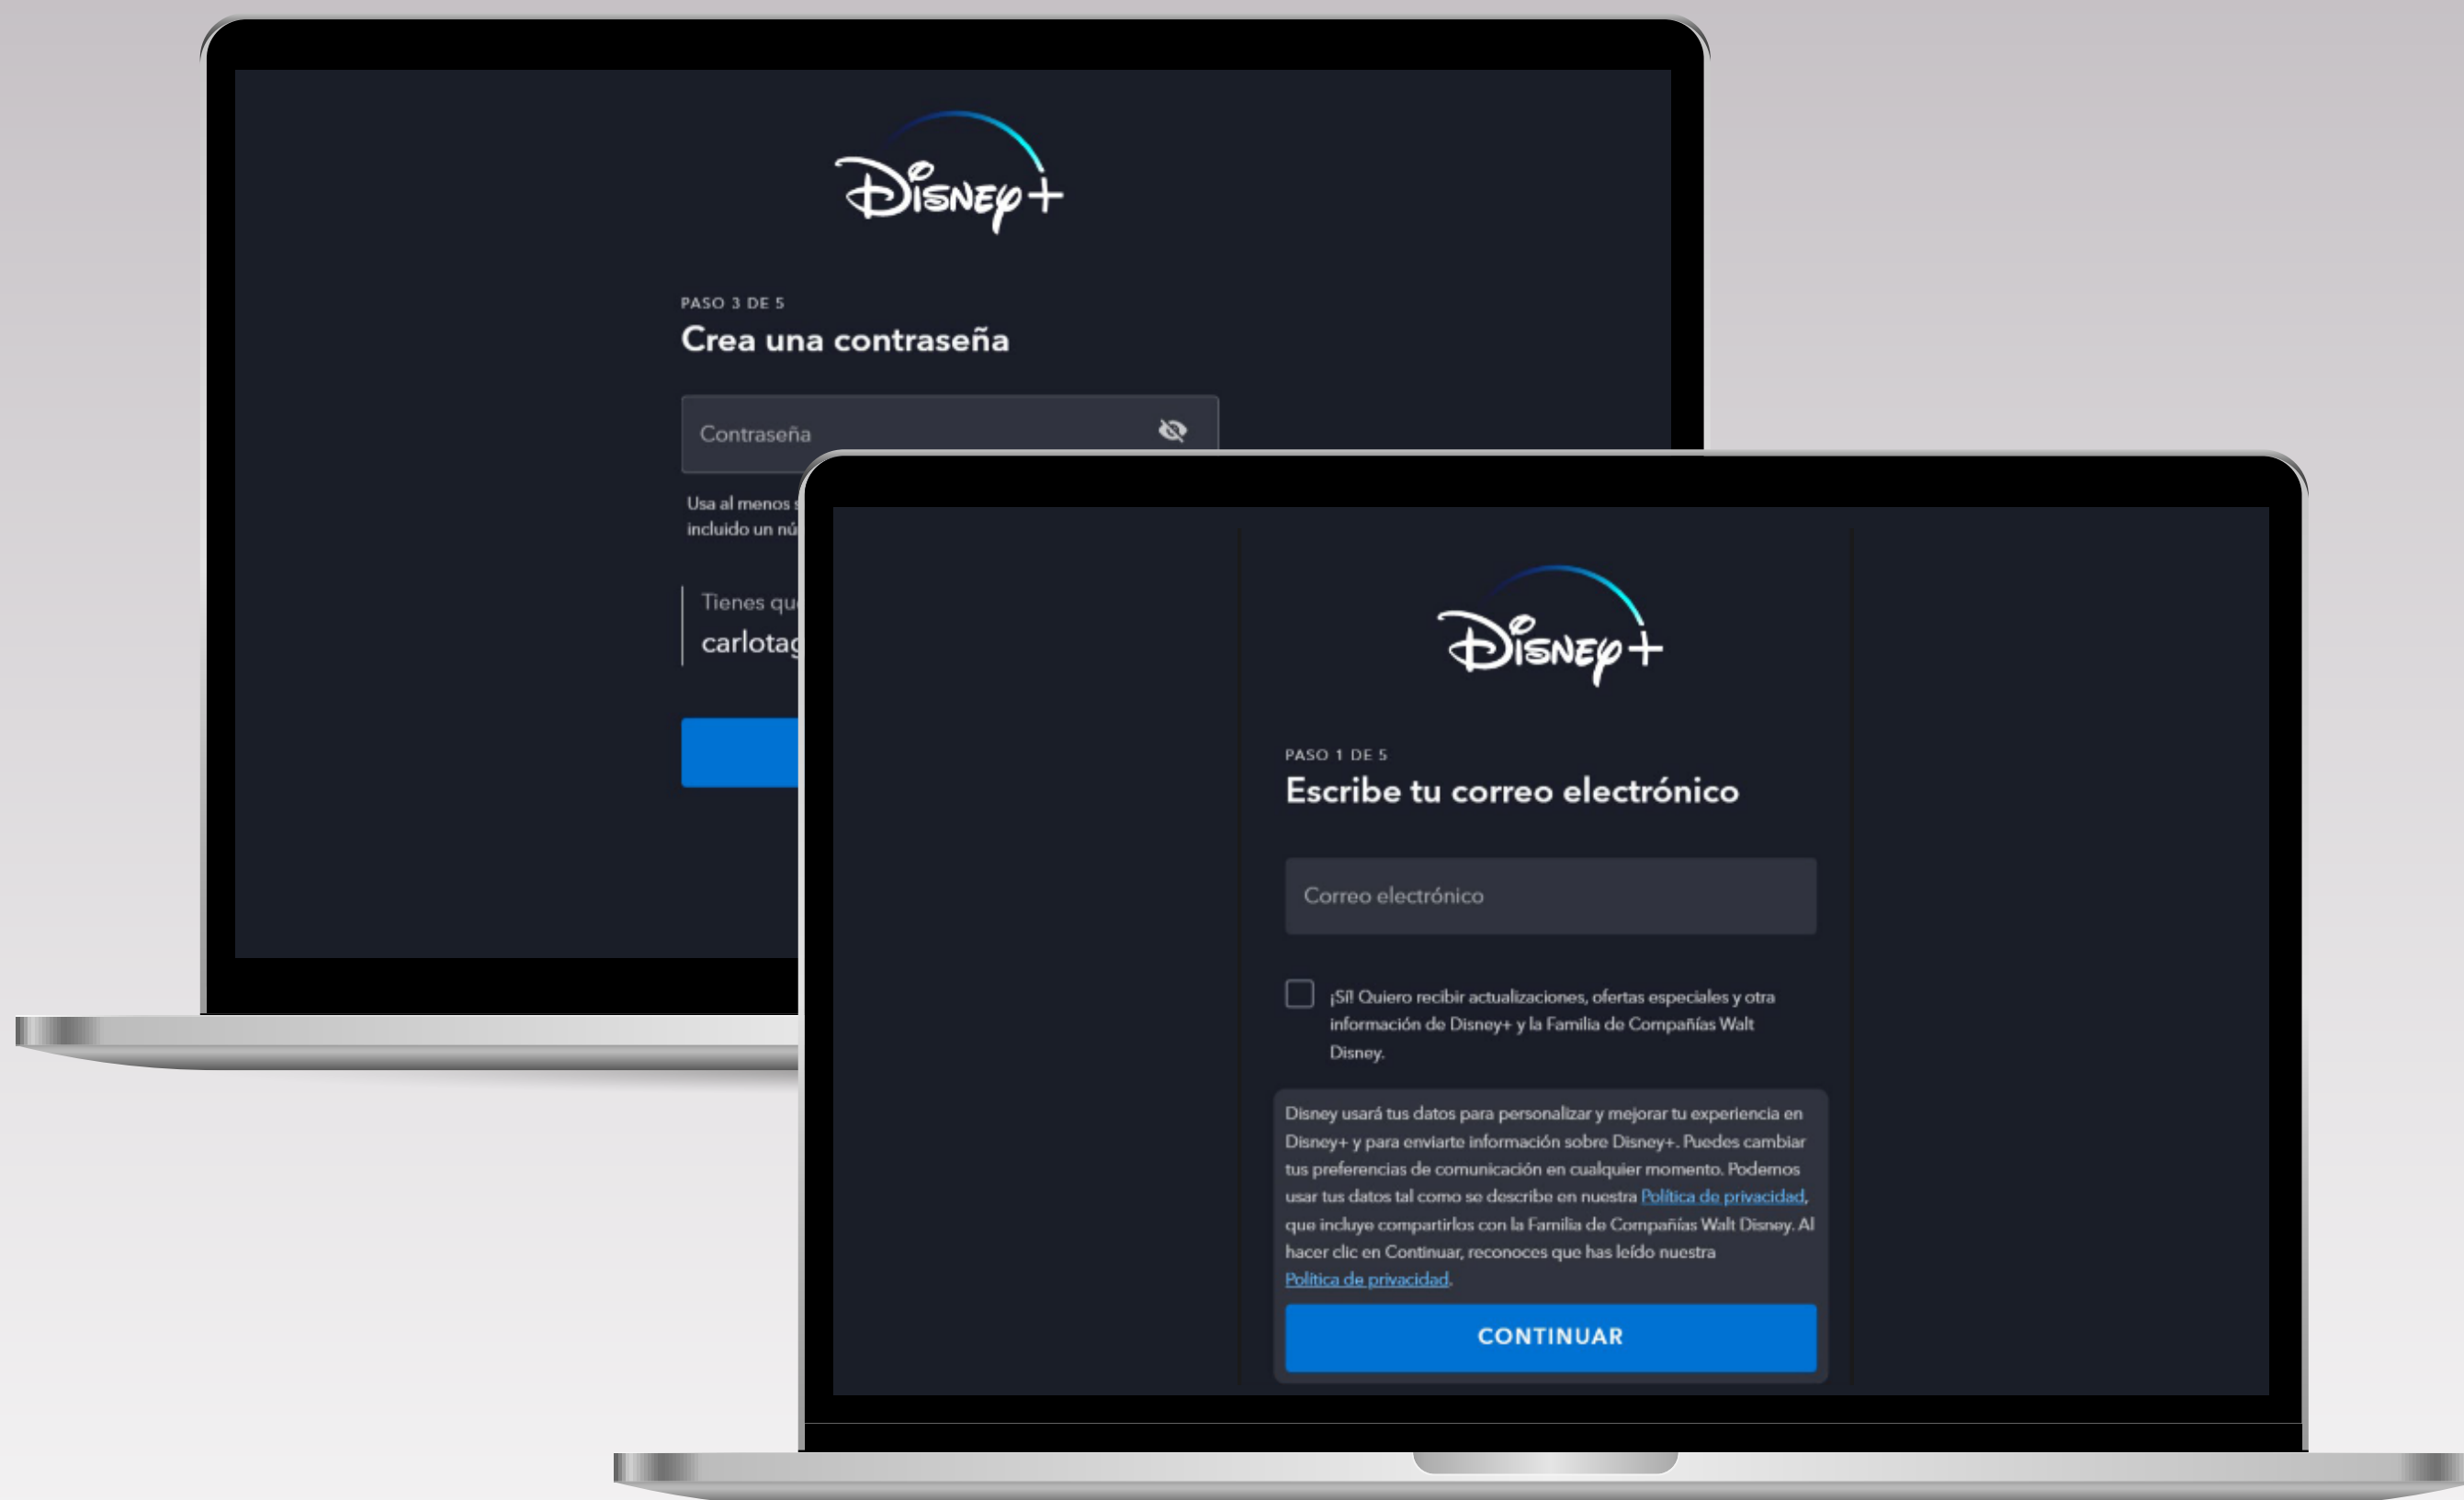 Disney+
PASO 3 DE 5
Crea una contraseña
Contraseña
Usa al menos
incluido un
Tienes
Disney+
PASO 1 DE 5
Escribe tu correo electrónico
Correo electrónico
¡Sí! Quiero recibir actualizaciones, ofertas especiales y otra
información de Disney+ y la Familia de Compañías Walt
Disney.
Disney usará tus datos para personalizar y mejorar tu experiencia en
Disney+ y para enviarte información sobre Disney+. Puedes cambiar
tus preferencias de comunicación en cualquier momento. Podemos
usar tus datos tal como se describe en nuestra Política de privacidad,
que incluye compartirlos con la Familia de Compañías Walt Disney. Al
hacer clic en Continuar, reconoces que has leído nuestra
Política de privacidad.
CONTINUAR